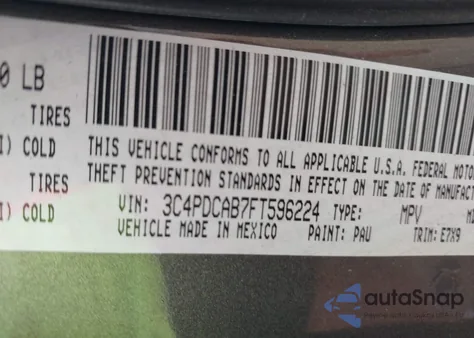 0 LB
TIRES
I) COLD
TIRES
I) COLD
THIS VEHICLE CONFORMS TO ALL APPLICABLE U.S.A. FEDERAL MOTO
THEFT PREVENTION STANDARDS IN EFFECT ON THE DATE OF MANUFACT
VIN: 3C4PDCAB7FT596224 TYPE: MPV
VEHICLE MADE IN MEXICO PAINT: PAU TRIM: E7X9
autoSnap